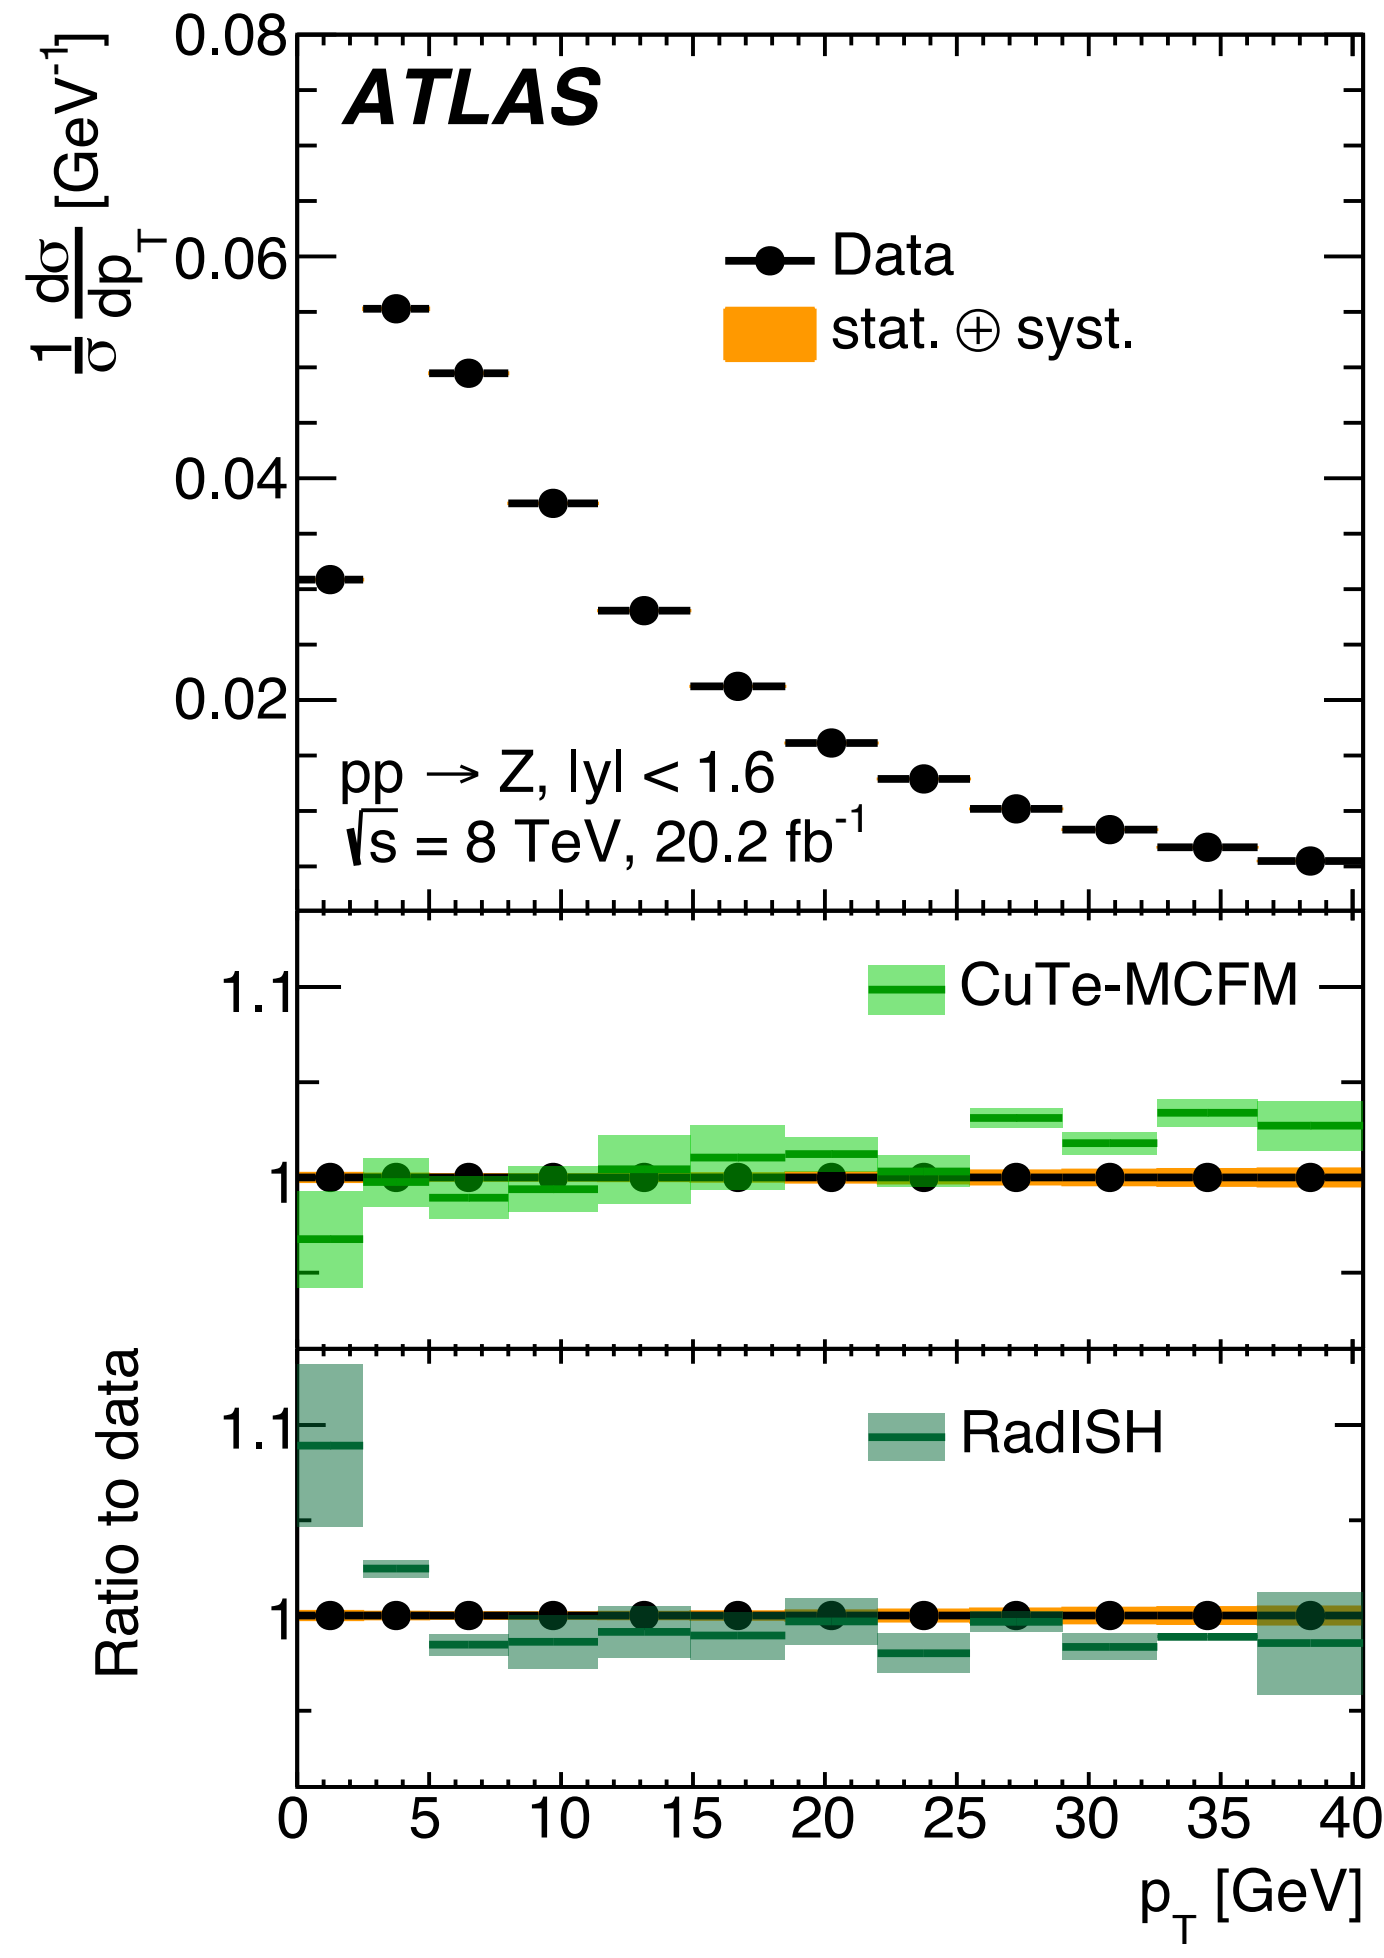 0.08
ATLAS
1/σ dσ/dp_T [GeV⁻¹]
0.06
Data
stat. ⊕ syst.
0.04
0.02
pp → Z, |y| < 1.6
√s = 8 TeV, 20.2 fb⁻¹
1.1
CuTe-MCFM
1
Ratio to data
1.1
RadISH
1
0 5 10 15 20 25 30 35 40
p_T [GeV]